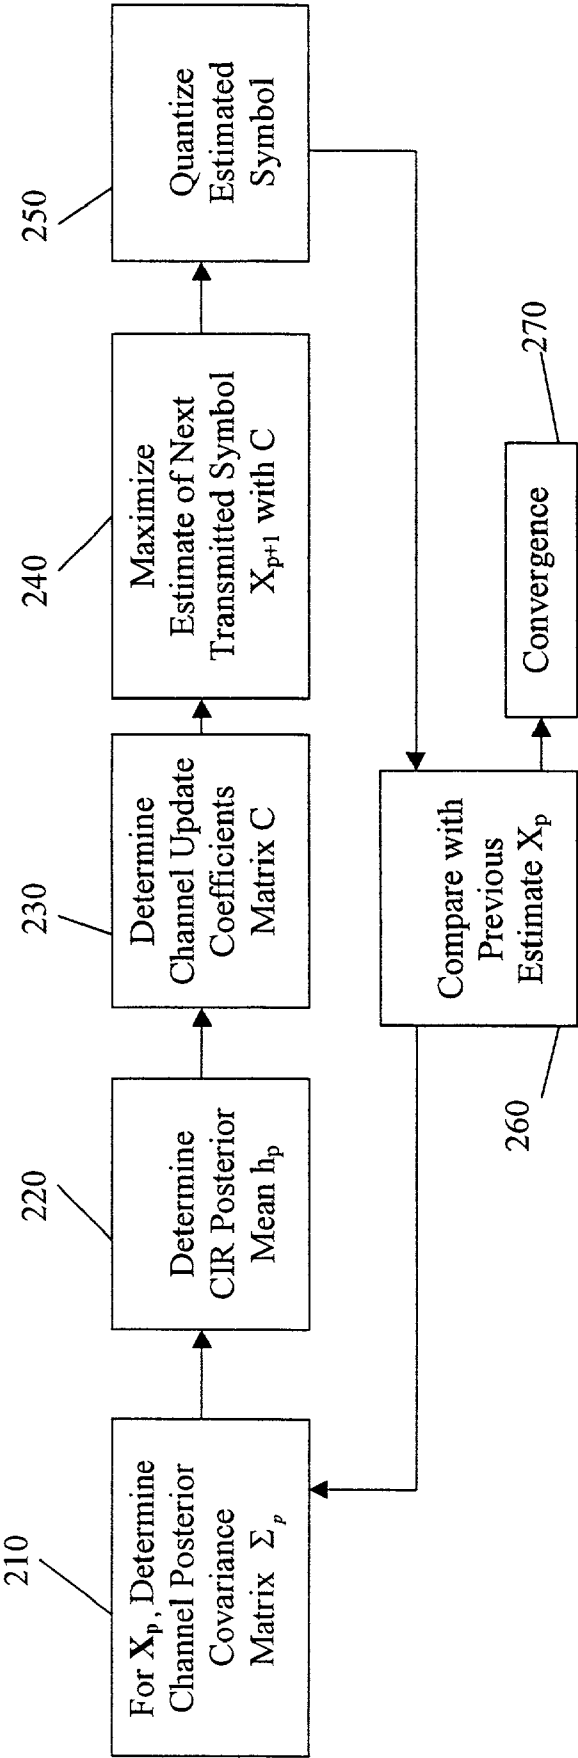 210
For X_p, Determine
Channel Posterior
Covariance
Matrix Σ_p
220
Determine
CIR Posterior
Mean h_p
230
Determine
Channel Update
Coefficients
Matrix C
240
Maximize
Estimate of Next
Transmitted Symbol
X_{p+1} with C
250
Quantize
Estimated
Symbol
260
Compare with
Previous
Estimate X_p
270
Convergence